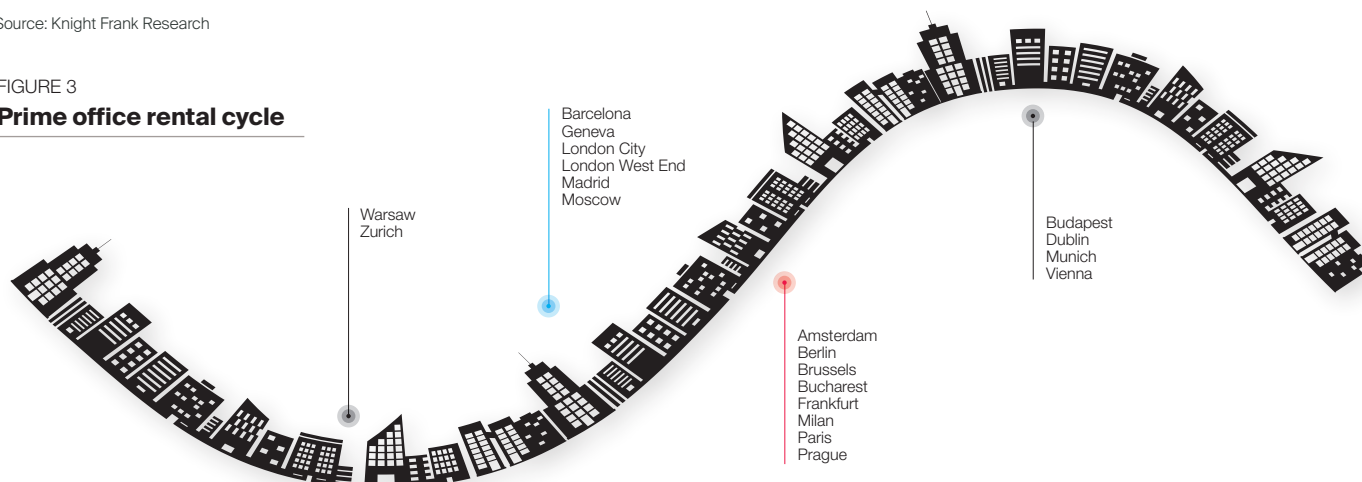 Source: Knight Frank Research
FIGURE 3
Prime office rental cycle
Warsaw
Zurich
Barcelona
Geneva
London City
London West End
Madrid
Moscow
Amsterdam
Berlin
Brussels
Bucharest
Frankfurt
Milan
Paris
Prague
Budapest
Dublin
Munich
Vienna